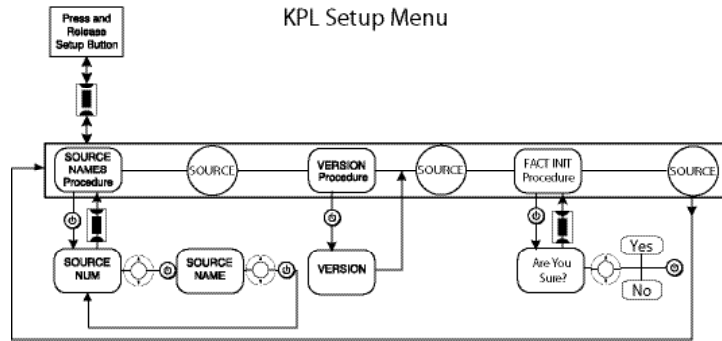 KPL Setup Menu
Press and
Release
Setup Button
SOURCE
NAMES
Procedure
SOURCE
VERSION
Procedure
SOURCE
FACT INIT
Procedure
SOURCE
SOURCE
NUM
SOURCE
NAME
VERSION
Are You
Sure?
Yes
No